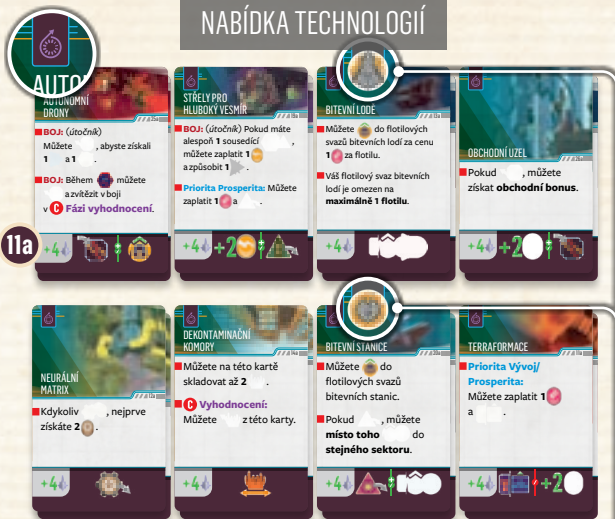 NABÍDKA TECHNOLOGIÍ
AUTO
AUTONOMNÍ
DRONY
BOJ: (útočník)
Můžete , abyste získali
1 a 1 .
BOJ: Během můžete
a zvítězit v boji
v C Fázi vyhodnocení.
+4
STŘELY PRO
HLUBOKÝ VESMÍR
BOJ: (útočník) Pokud máte
alespoň 1 sousedící ,
můžete zaplatit 1
a způsobit 1 .
Priorita Prosperita: Můžete
zaplatit 1 a .
+4 +2
BITEVNÍ LODĚ
Můžete do flotilových
svazů bitevních lodí za cenu
1 za flotilu.
Váš flotilový svaz bitevních
lodí je omezen na
maximálně 1 flotilu.
+4
OBCHODNÍ UZEL
Pokud , můžete
získat obchodní bonus.
+4 +2
11a
NEURÁLNÍ
MATRIX
Kdykoliv , nejprve
získáte 2 .
+4
DEKONTAMINAČNÍ
KOMORY
Můžete na této kartě
skladovat až 2 .
C Vyhodnocení:
Můžete z této karty.
+4
BITEVNÍ STANICE
Můžete do
flotilových svazů
bitevních stanic.
Pokud , můžete
místo toho do
stejného sektoru.
+4
TERRAFORMACE
Priorita Vývoj/
Prosperita:
Můžete zaplatit 1
a .
+4 +2